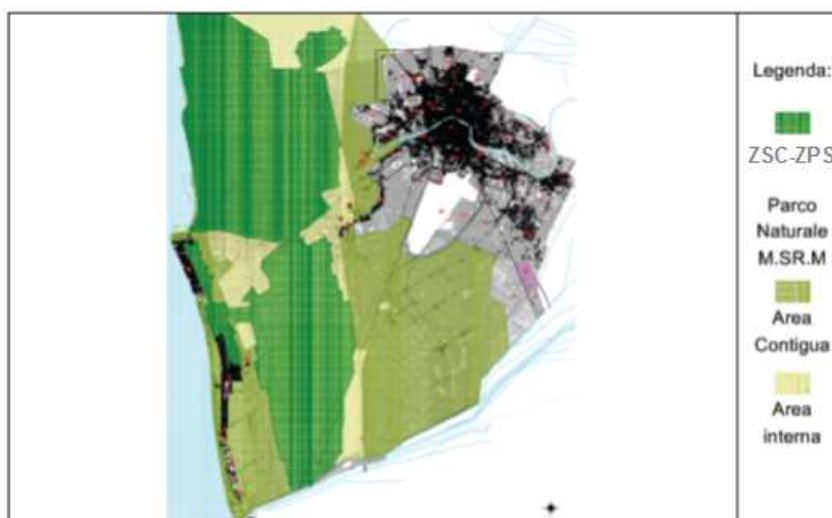 Legenda:
ZSC-ZPS
Parco
Naturale
M.SR.M
Area
Contigua
Area
interna